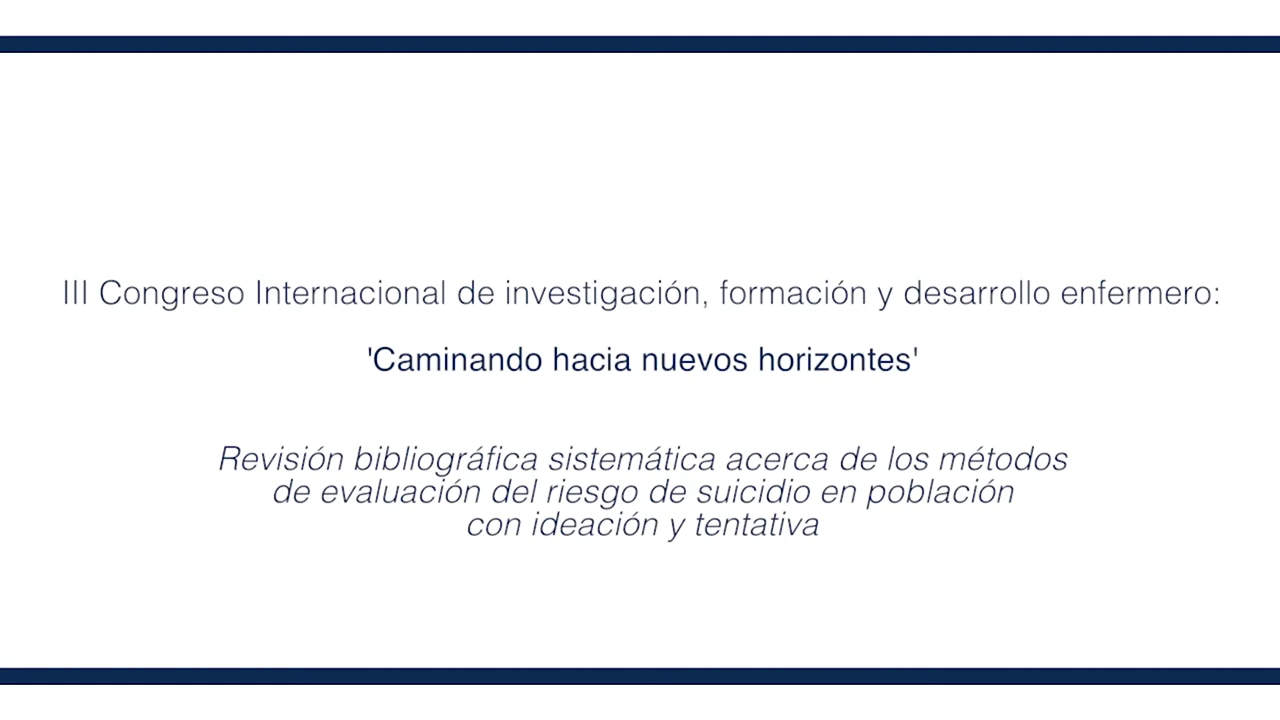 III Congreso Internacional de investigación, formación y desarrollo enfermero:
'Caminando hacia nuevos horizontes'
Revisión bibliográfica sistemática acerca de los métodos
de evaluación del riesgo de suicidio en población
con ideación y tentativa